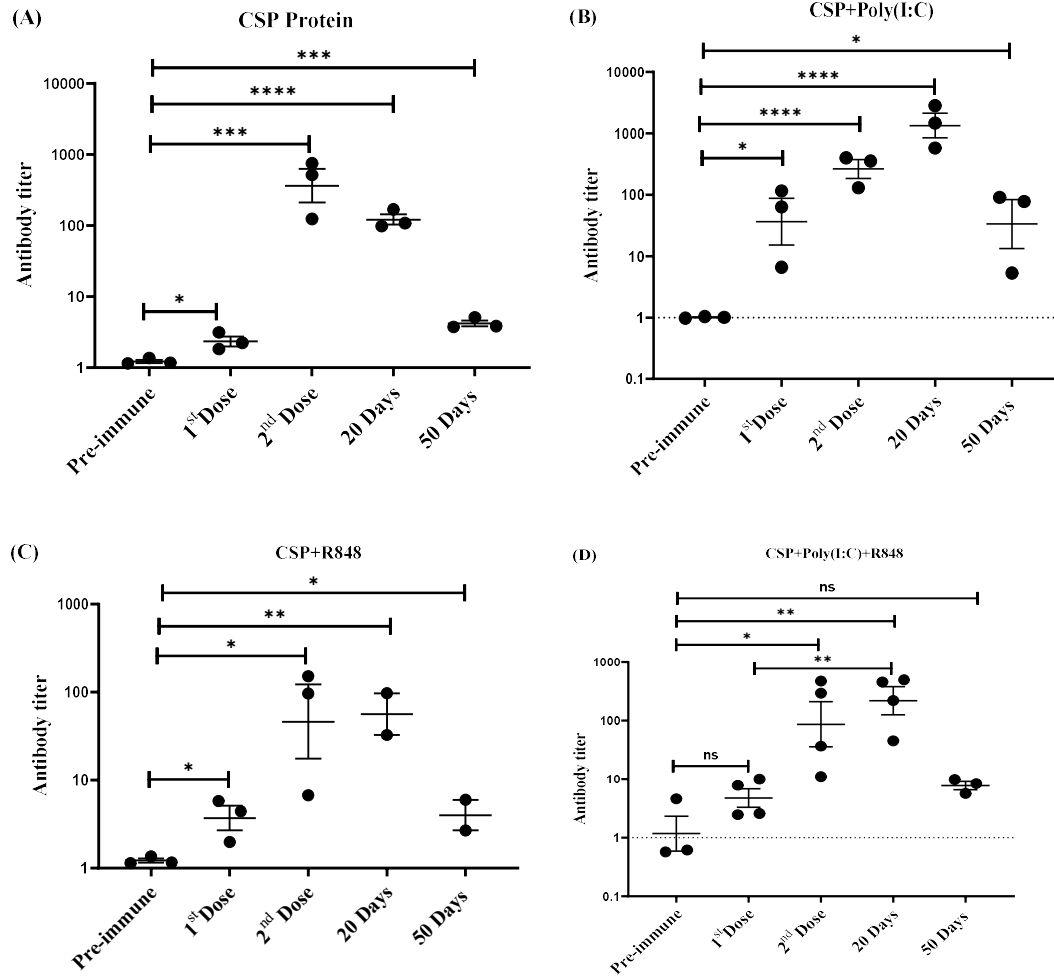 (A)
CSP Protein
***
****
***
*
10000
1000
100
10
1
Antibody titer
Pre-immune
1st Dose
2nd Dose
20 Days
50 Days
(B)
CSP+Poly(I:C)
*
****
****
*
10000
1000
100
10
1
0.1
Antibody titer
Pre-immune
1st Dose
2nd Dose
20 Days
50 Days
(C)
CSP+R848
*
**
*
*
1000
100
10
1
Antibody titer
Pre-immune
1st Dose
2nd Dose
20 Days
50 Days
(D)
CSP+Poly(I:C)+R848
ns
**
*
**
ns
1000
100
10
1
0.1
Antibody titer
Pre-immune
1st Dose
2nd Dose
20 Days
50 Days